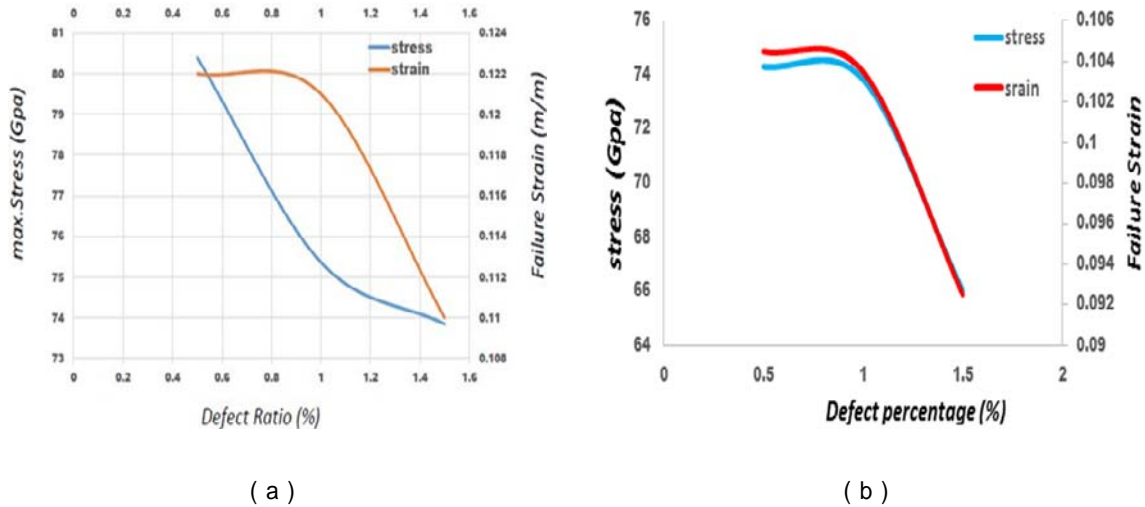 0 0.2 0.4 0.6 0.8 1 1.2 1.4 1.6
81
80
79
78
77
76
75
74
73
max.Stress (Gpa)
stress
strain
0.124
0.122
0.12
0.118
0.116
0.114
0.112
0.11
0.108
Failure Strain (m/m)
0 0.2 0.4 0.6 0.8 1 1.2 1.4 1.6
Defect Ratio (%)
( a )
76
74
72
70
68
66
64
stress (Gpa)
stress
srain
0.106
0.104
0.102
0.1
0.098
0.096
0.094
0.092
0.09
Failure Strain
0 0.5 1 1.5 2
Defect percentage (%)
( b )